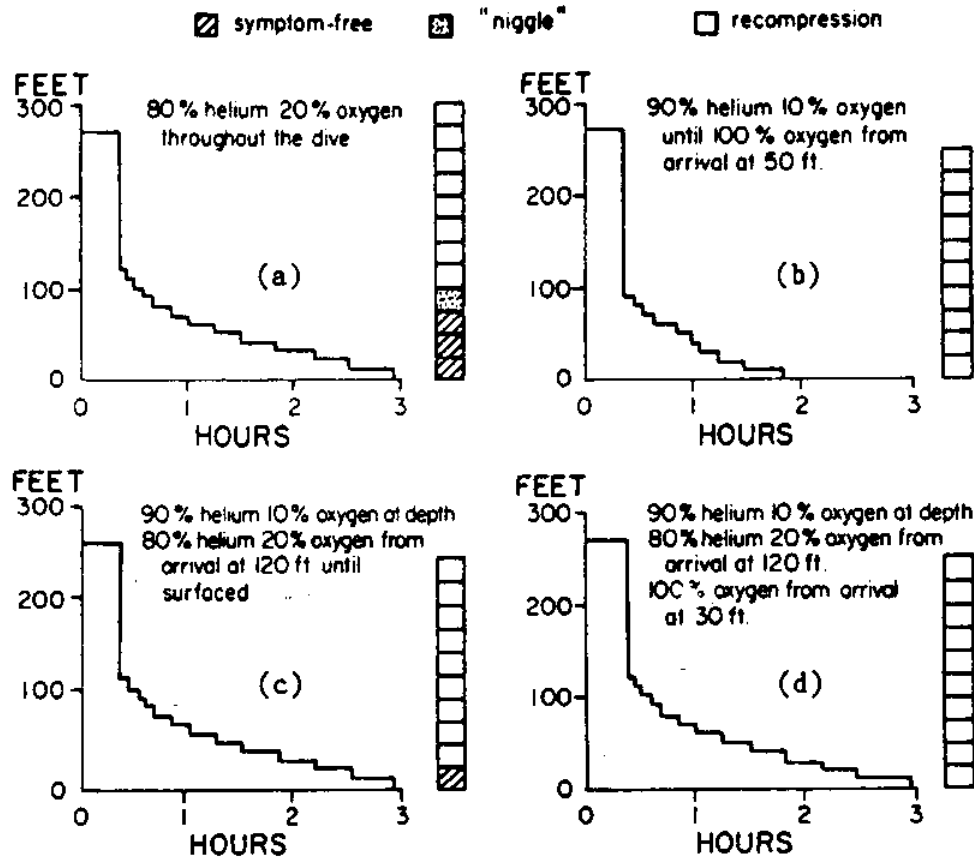 symptom-free "niggle" recompression
FEET
300
200
100
0
80% helium 20% oxygen
throughout the dive
(a)
0 1 2 3
HOURS
FEET
300
200
100
0
90% helium 10% oxygen
until 100% oxygen from
arrival at 50 ft.
(b)
0 1 2 3
HOURS
FEET
300
200
100
0
90% helium 10% oxygen at depth
80% helium 20% oxygen from
arrival at 120 ft until
surfaced
(c)
0 1 2 3
HOURS
FEET
300
200
100
0
90% helium 10% oxygen at depth
80% helium 20% oxygen from
arrival at 120 ft.
100% oxygen from arrival
at 30 ft.
(d)
0 1 2 3
HOURS